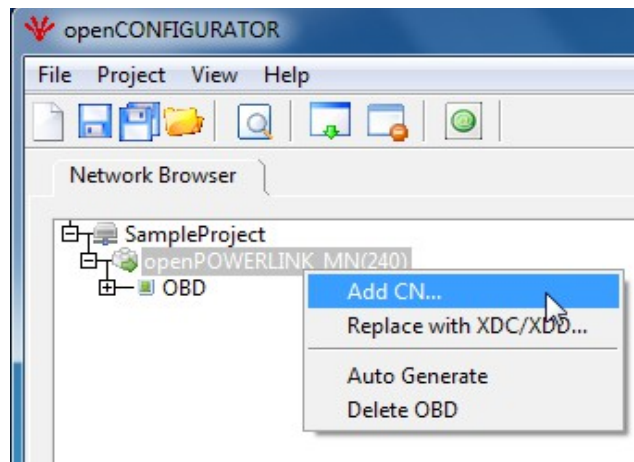 openCONFIGURATOR
File Project View Help
Network Browser
SampleProject
openPOWERLINK_MN(240)
OBD
Add CN...
Replace with XDC/XDD...
Auto Generate
Delete OBD